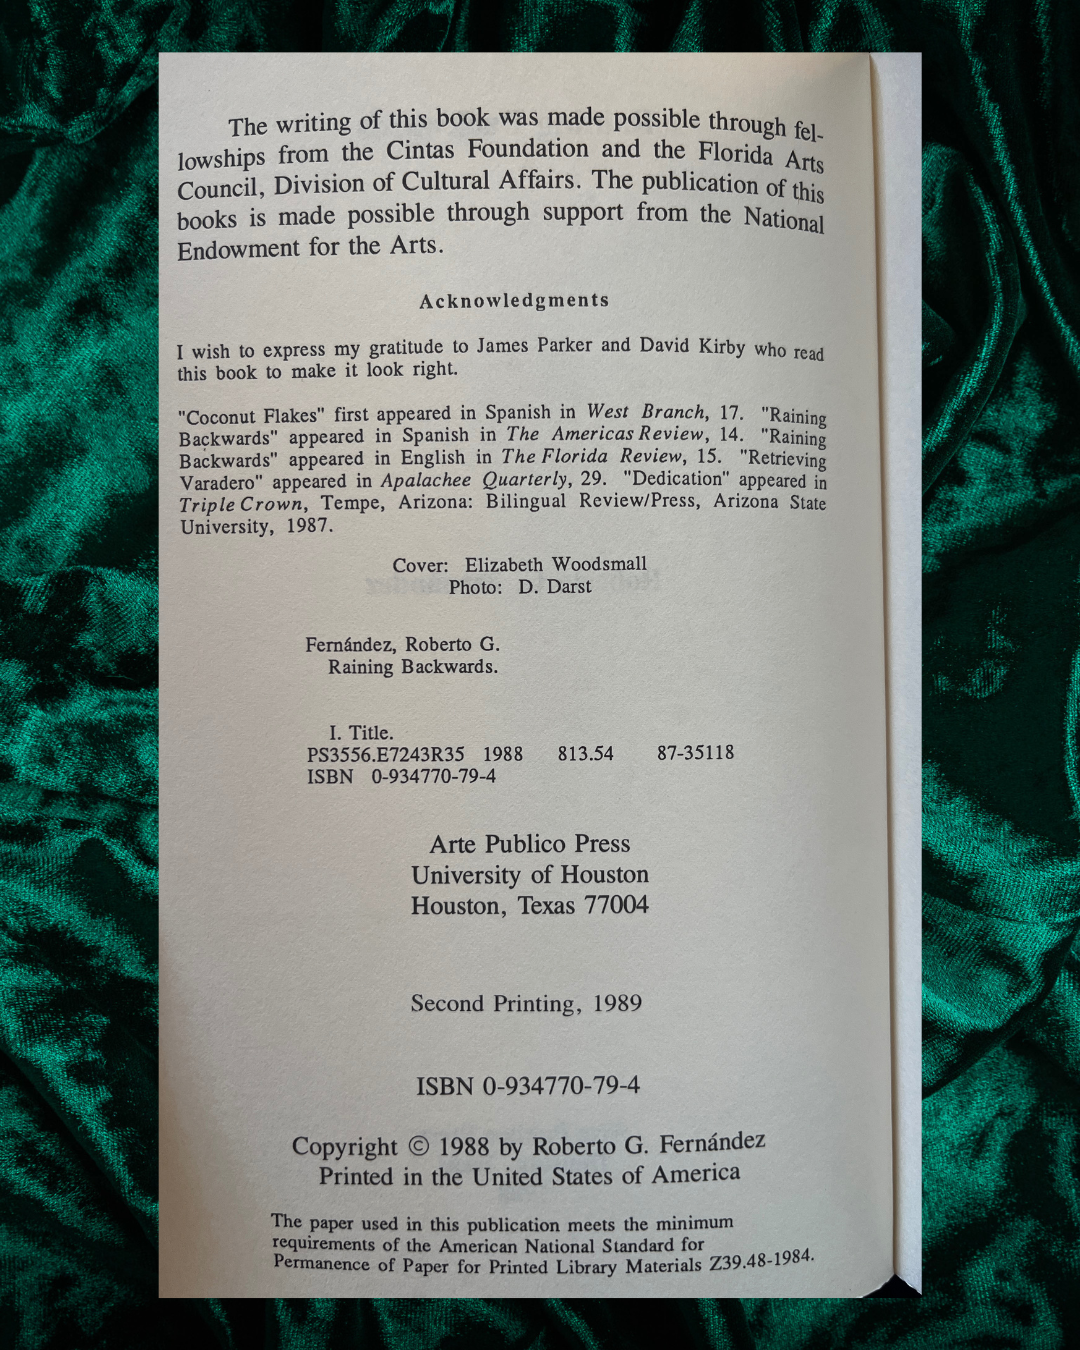 The writing of this book was made possible through fel-
lowships from the Cintas Foundation and the Florida Arts
Council, Division of Cultural Affairs. The publication of this
books is made possible through support from the National
Endowment for the Arts.
Acknowledgments
I wish to express my gratitude to James Parker and David Kirby who read
this book to make it look right.
"Coconut Flakes" first appeared in Spanish in West Branch, 17. "Raining
Backwards" appeared in Spanish in The Americas Review, 14. "Raining
Backwards" appeared in English in The Florida Review, 15. "Retrieving
Varadero" appeared in Apalachee Quarterly, 29. "Dedication" appeared in
Triple Crown, Tempe, Arizona: Bilingual Review/Press, Arizona State
University, 1987.
Cover: Elizabeth Woodsmall
Photo: D. Darst
Fernández, Roberto G.
Raining Backwards.
I. Title.
PS3556.E7243R35 1988 813.54 87-35118
ISBN 0-934770-79-4
Arte Publico Press
University of Houston
Houston, Texas 77004
Second Printing, 1989
ISBN 0-934770-79-4
Copyright © 1988 by Roberto G. Fernández
Printed in the United States of America
The paper used in this publication meets the minimum
requirements of the American National Standard for
Permanence of Paper for Printed Library Materials Z39.48-1984.